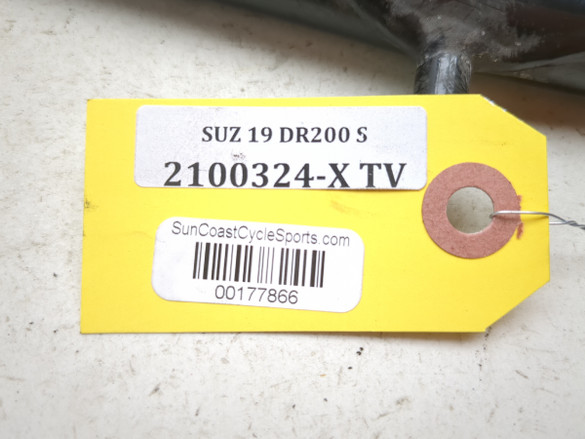 SUZ 19 DR200 S
2100324-X TV
SunCoastCycleSports.com
00177866